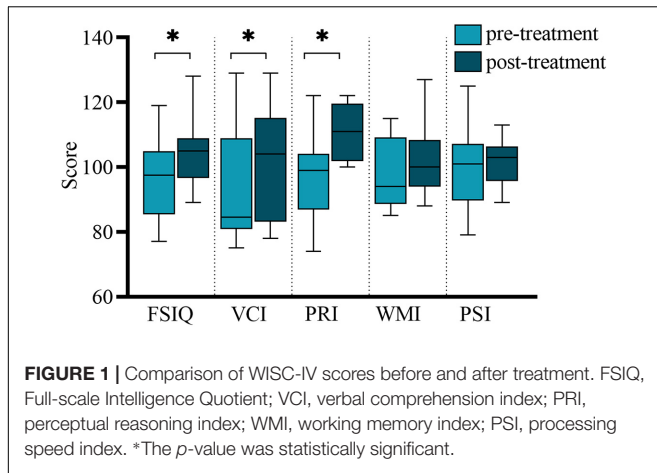 140
120
100
80
60
Score
* * *
pre-treatment
post-treatment
FSIQ VCI PRI WMI PSI
FIGURE 1 | Comparison of WISC-IV scores before and after treatment. FSIQ,
Full-scale Intelligence Quotient; VCI, verbal comprehension index; PRI,
perceptual reasoning index; WMI, working memory index; PSI, processing
speed index. *The p-value was statistically significant.